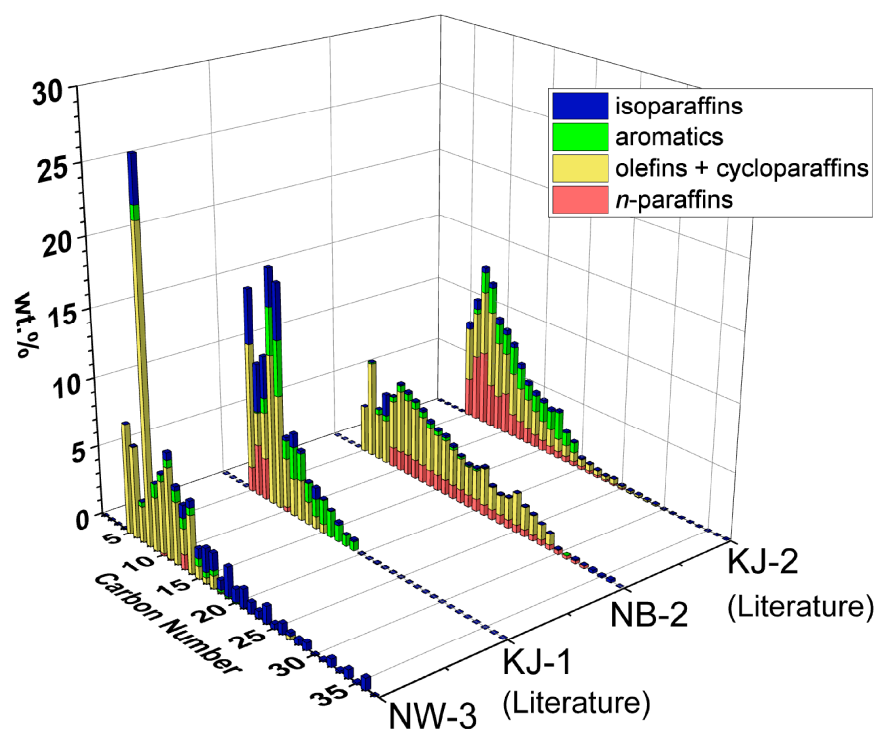 30
25
20
15
10
5
0
wt.%
isoparaffins
aromatics
olefins + cycloparaffins
n-paraffins
5
10
15
20
25
30
35
Carbon Number
NW-3
KJ-1
(Literature)
NB-2
KJ-2
(Literature)